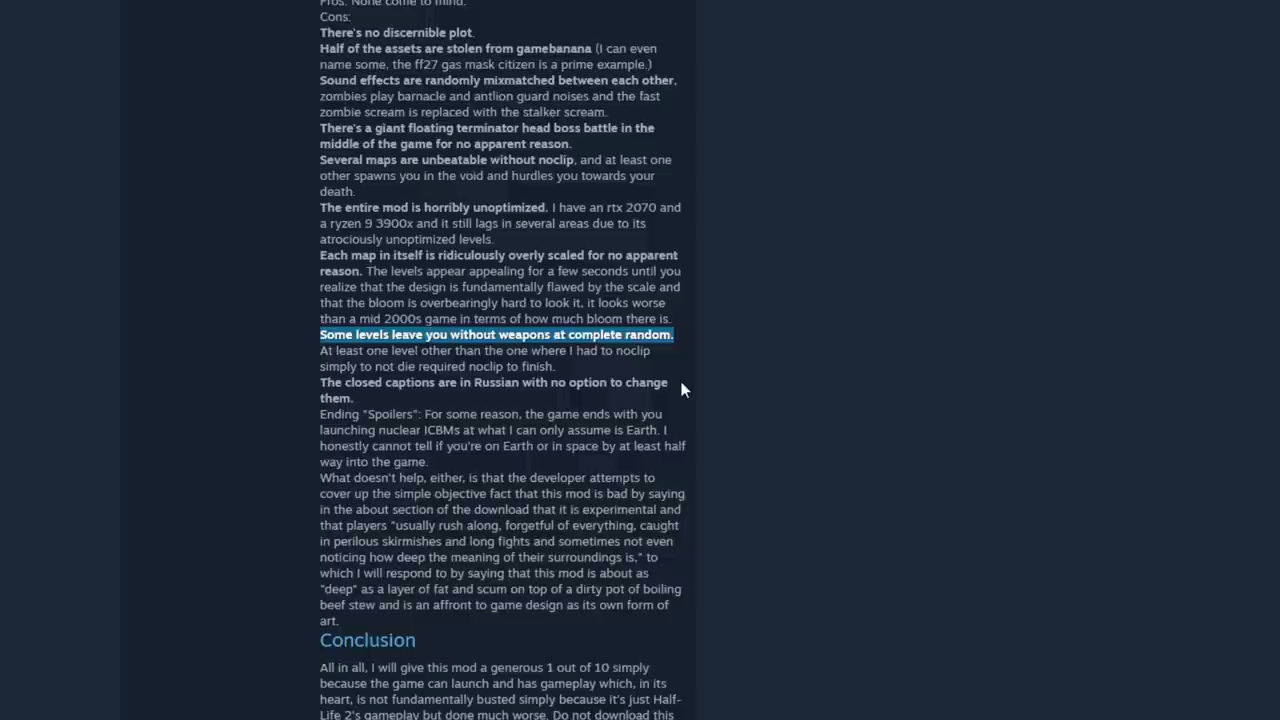 Pros: None come to mind.
Cons:
There's no discernible plot.
Half of the assets are stolen from gamebanana (I can even
name some, the ff27 gas mask citizen is a prime example.)
Sound effects are randomly mixmatched between each other,
zombies play barnacle and antlion guard noises and the fast
zombie scream is replaced with the stalker scream.
There's a giant floating terminator head boss battle in the
middle of the game for no apparent reason.
Several maps are unbeatable without noclip, and at least one
other spawns you in the void and hurdles you towards your
death.
The entire mod is horribly unoptimized. I have an rtx 2070 and
a ryzen 9 3900x and it still lags in several areas due to its
atrociously unoptimized levels.
Each map in itself is ridiculously overly scaled for no apparent
reason. The levels appear appealing for a few seconds until you
realize that the design is fundamentally flawed by the scale and
that the bloom is overbearingly hard to look it, it looks worse
than a mid 2000s game in terms of how much bloom there is.
Some levels leave you without weapons at complete random.
At least one level other than the one where I had to noclip
simply to not die required noclip to finish.
The closed captions are in Russian with no option to change
them.
Ending "Spoilers": For some reason, the game ends with you
launching nuclear ICBMs at what I can only assume is Earth. I
honestly cannot tell if you're on Earth or in space by at least half
way into the game.
What doesn't help, either, is that the developer attempts to
cover up the simple objective fact that this mod is bad by saying
in the about section of the download that it is experimental and
that players "usually rush along, forgetful of everything, caught
in perilous skirmishes and long fights and sometimes not even
noticing how deep the meaning of their surroundings is," to
which I will respond to by saying that this mod is about as
"deep" as a layer of fat and scum on top of a dirty pot of boiling
beef stew and is an affront to game design as its own form of
art.
Conclusion
All in all, I will give this mod a generous 1 out of 10 simply
because the game can launch and has gameplay which, in its
heart, is not fundamentally busted simply because it's just Half-
Life 2's gameplay but done much worse. Do not download this